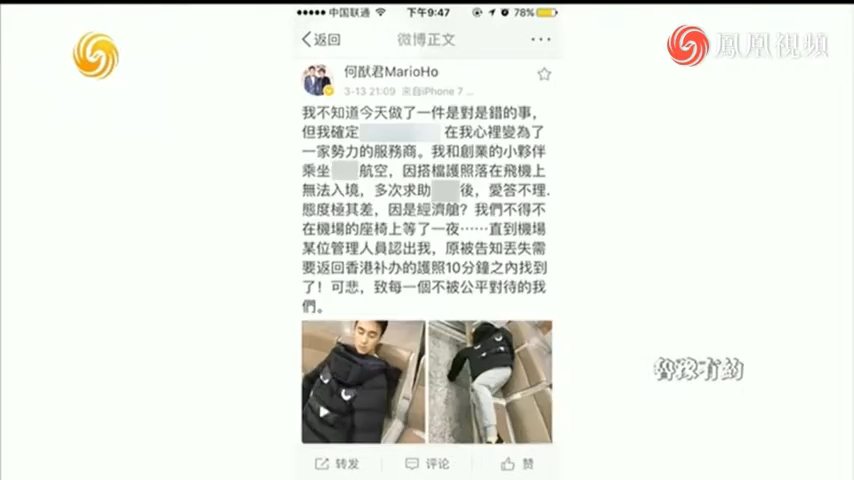 中国联通
下午9:47
78%
返回
微博正文
鳳凰視頻
何猷君MarioHo
3-13 21:09 来自iPhone 7 ...
我不知道今天做了一件是對是錯的事,
但我確定 在我心裡變為了
一家勢力的服務商。我和創業的小夥伴
乘坐 航空，因搭檔護照落在飛機上
無法入境，多次求助 後，愛答不理.
態度極其差，因是經濟艙？我們不得不
在機場的座椅上等了一夜……直到機場
某位管理人員認出我，原被告知丟失需
要返回香港补办的護照10分鐘之內找到
了！可悲，致每一個不被公平對待的我
們。
魯豫有約
转发
评论
赞